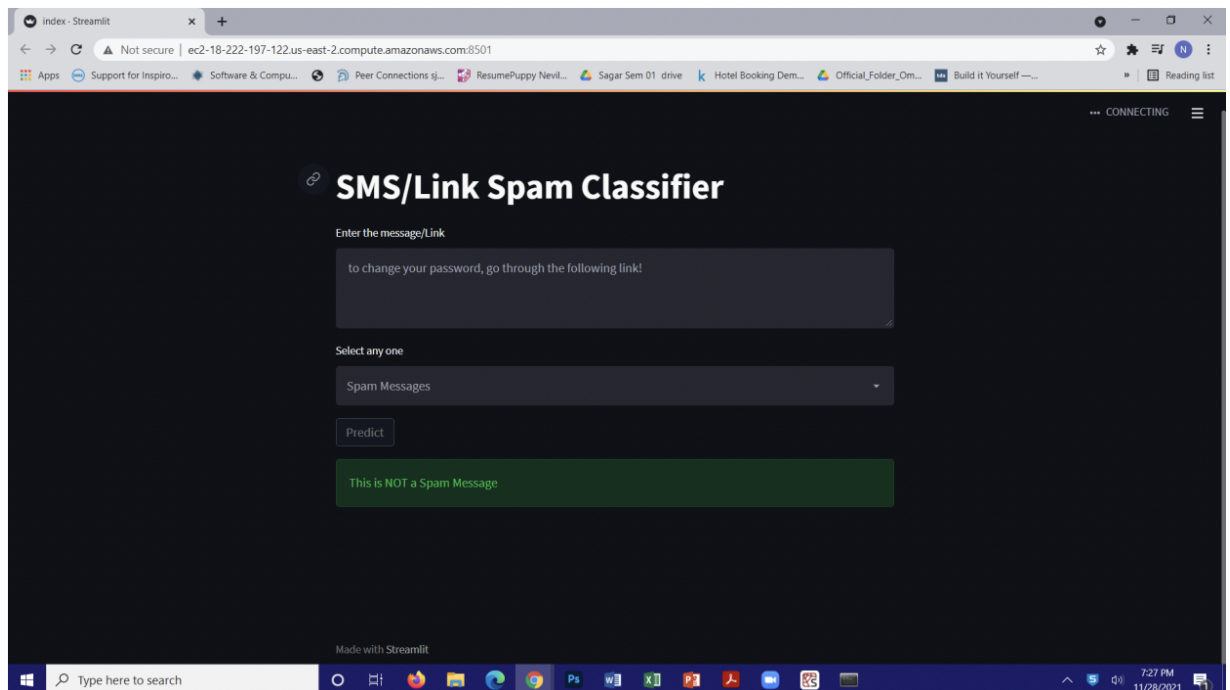 index - Streamlit
Not secure | ec2-18-222-197-122.us-east-2.compute.amazonaws.com:8501
N
Apps Support for Inspiro... Software & Compu... Peer Connections sj... ResumePuppy Nevil... Sagar Sem 01 drive Hotel Booking Dem... Official_Folder_Om... Build it Yourself —... » Reading list
CONNECTING
SMS/Link Spam Classifier
Enter the message/Link
to change your password, go through the following link!
Select any one
Spam Messages
Predict
This is NOT a Spam Message
Made with Streamlit
Type here to search
7:27 PM
11/28/2021